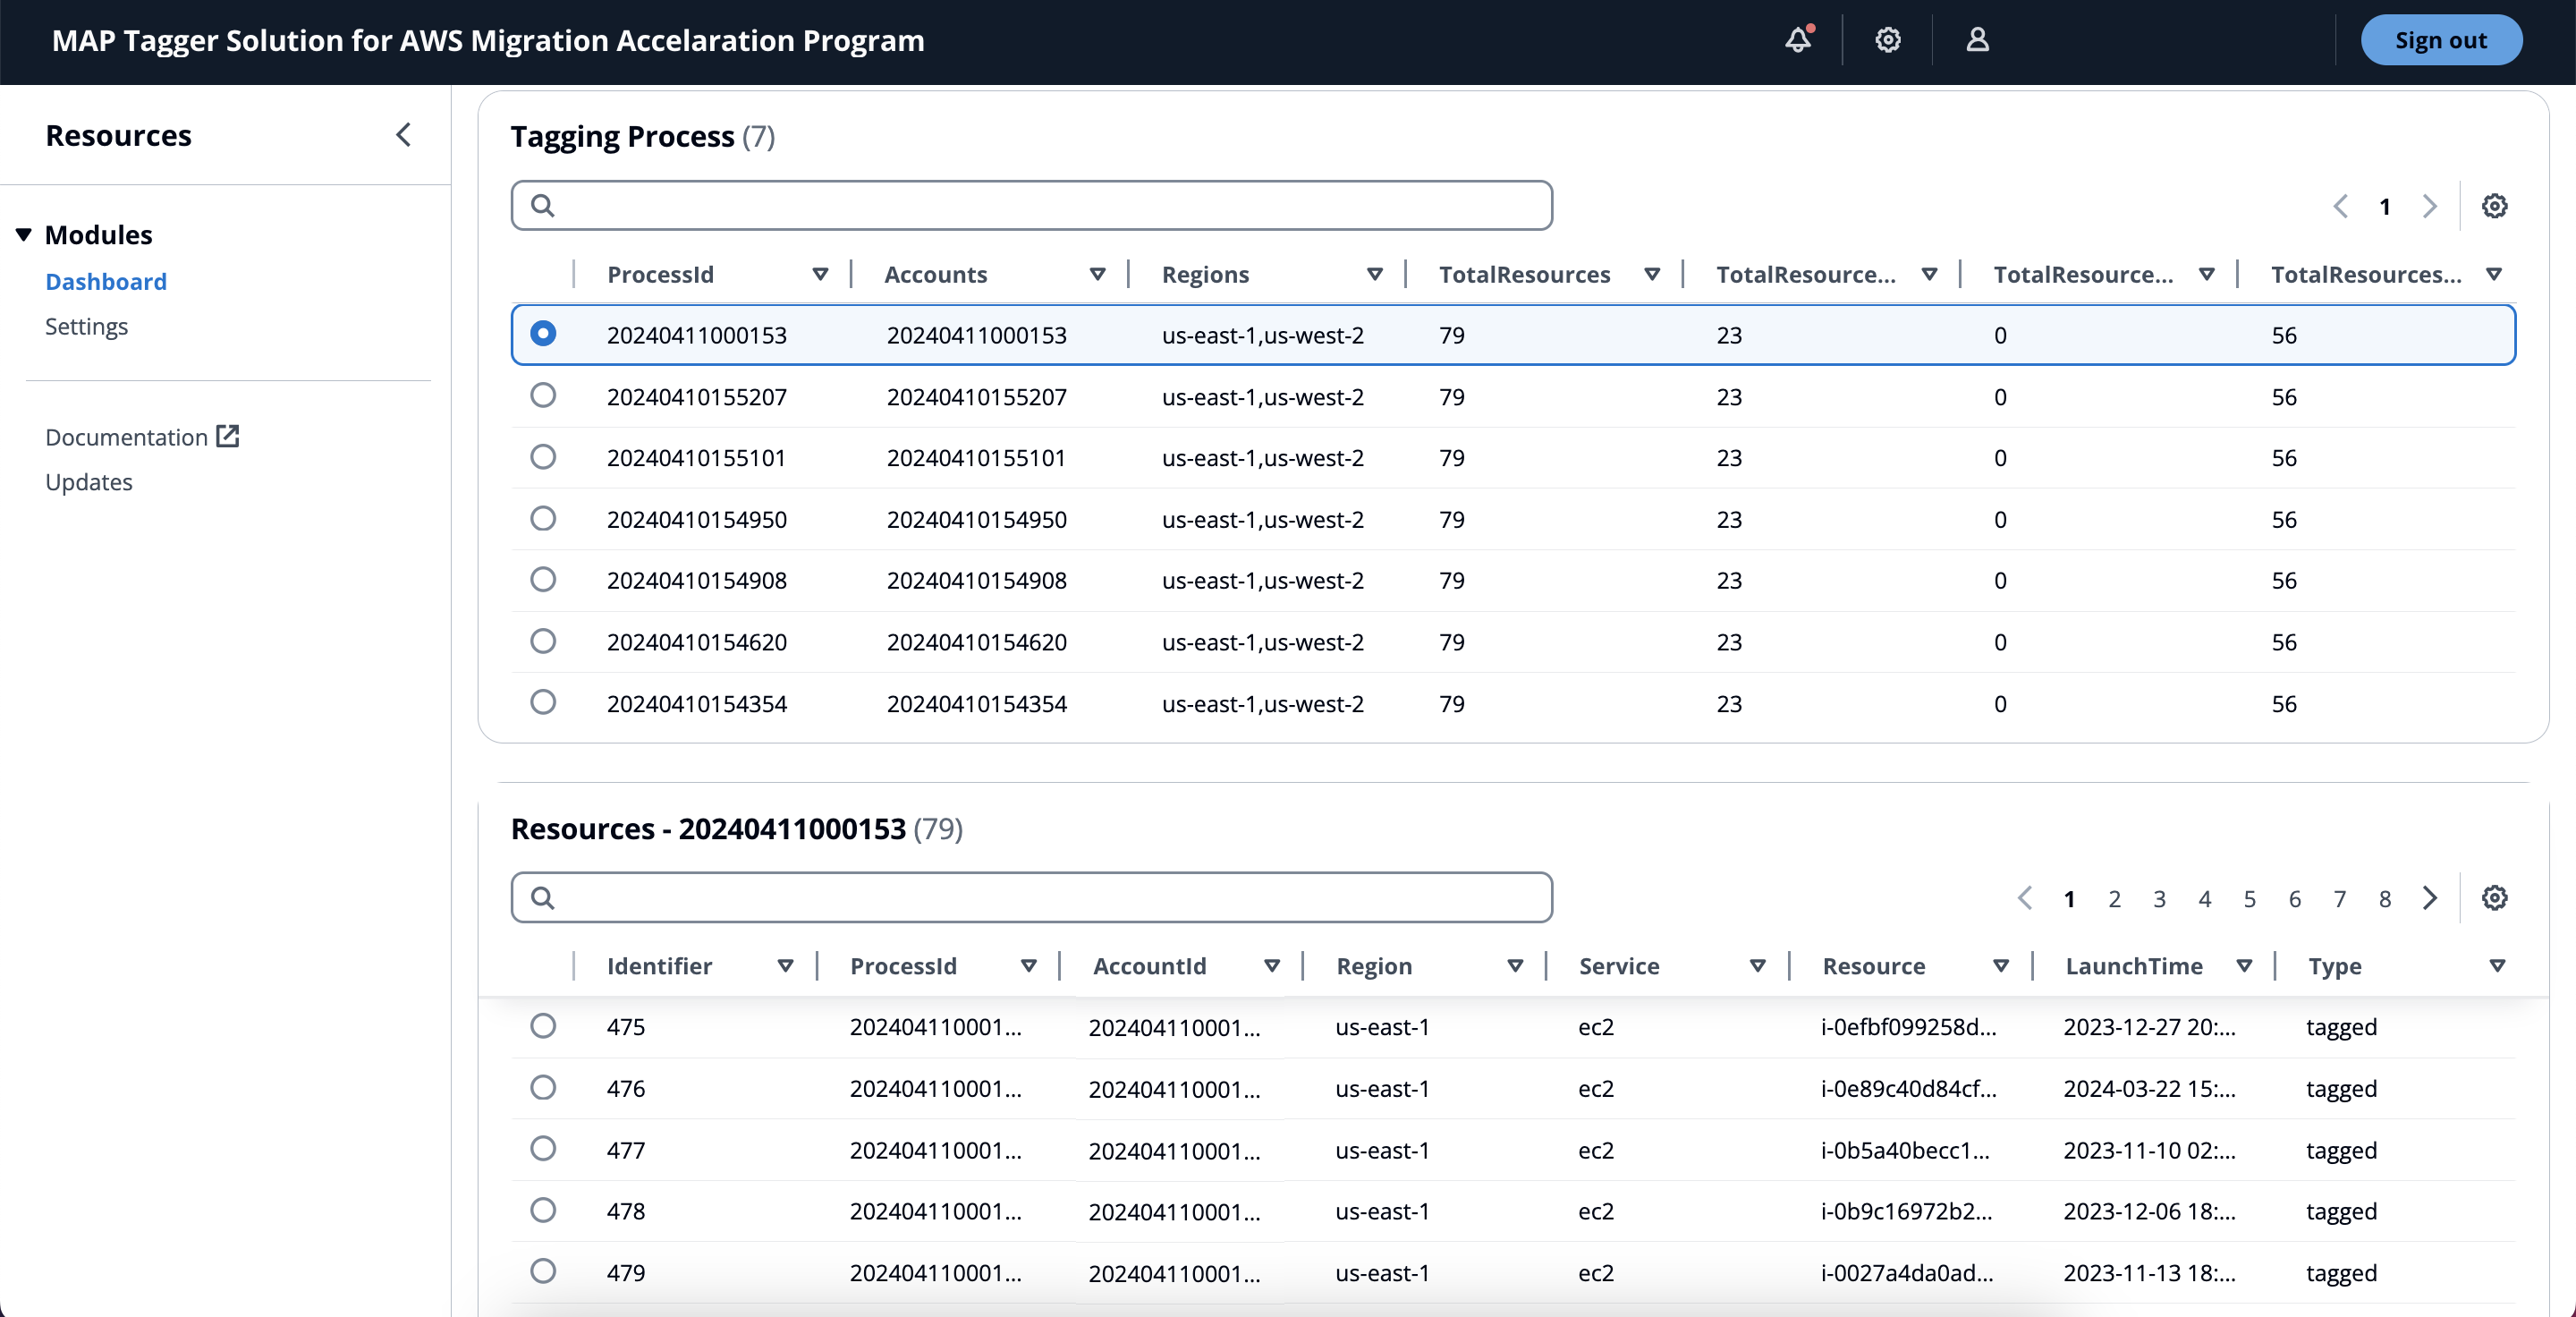 MAP Tagger Solution for AWS Migration Accelaration Program
Sign out
Resources
Modules
Dashboard
Settings
Documentation
Updates
Tagging Process (7)
1
ProcessId Accounts Regions TotalResources TotalResource... TotalResource... TotalResources...
20240411000153 20240411000153 us-east-1,us-west-2 79 23 0 56
20240410155207 20240410155207 us-east-1,us-west-2 79 23 0 56
20240410155101 20240410155101 us-east-1,us-west-2 79 23 0 56
20240410154950 20240410154950 us-east-1,us-west-2 79 23 0 56
20240410154908 20240410154908 us-east-1,us-west-2 79 23 0 56
20240410154620 20240410154620 us-east-1,us-west-2 79 23 0 56
20240410154354 20240410154354 us-east-1,us-west-2 79 23 0 56
Resources - 20240411000153 (79)
1 2 3 4 5 6 7 8
Identifier ProcessId AccountId Region Service Resource LaunchTime Type
475 202404110001... 202404110001... us-east-1 ec2 i-0efbf099258d... 2023-12-27 20:... tagged
476 202404110001... 202404110001... us-east-1 ec2 i-0e89c40d84cf... 2024-03-22 15:... tagged
477 202404110001... 202404110001... us-east-1 ec2 i-0b5a40becc1... 2023-11-10 02:... tagged
478 202404110001... 202404110001... us-east-1 ec2 i-0b9c16972b2... 2023-12-06 18:... tagged
479 202404110001... 202404110001... us-east-1 ec2 i-0027a4da0ad... 2023-11-13 18:... tagged